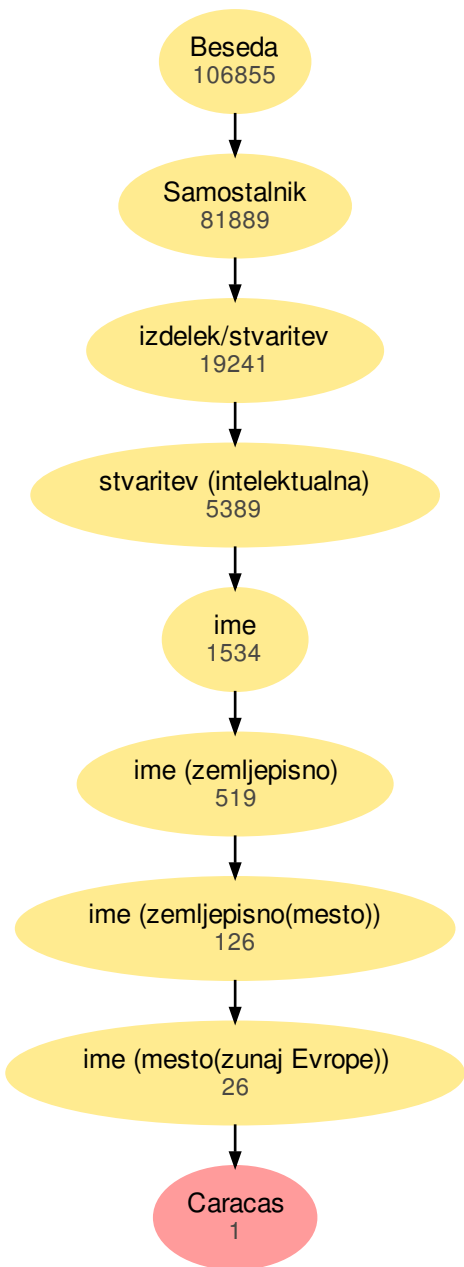 Beseda
106855
Samostalnik
81889
izdelek/stvaritev
19241
stvaritev (intelektualna)
5389
ime
1534
ime (zemljepisno)
519
ime (zemljepisno(mesto))
126
ime (mesto(zunaj Evrope))
26
Caracas
1